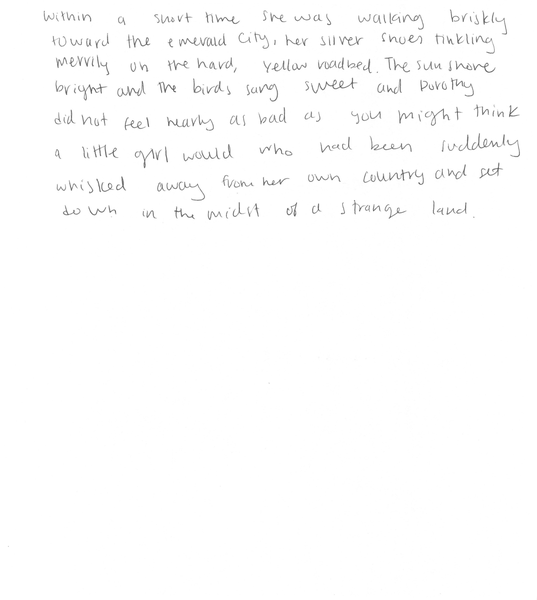 Within a short time she was walking briskly
toward the emerald City, her silver shoes tinkling
merrily on the hard, yellow roadbed. The sun shone
bright and the birds sang sweet and Dorothy
did not feel nearly as bad as you might think
a little girl would who had been suddenly
whisked away from her own country and set
down in the midst of a strange land.